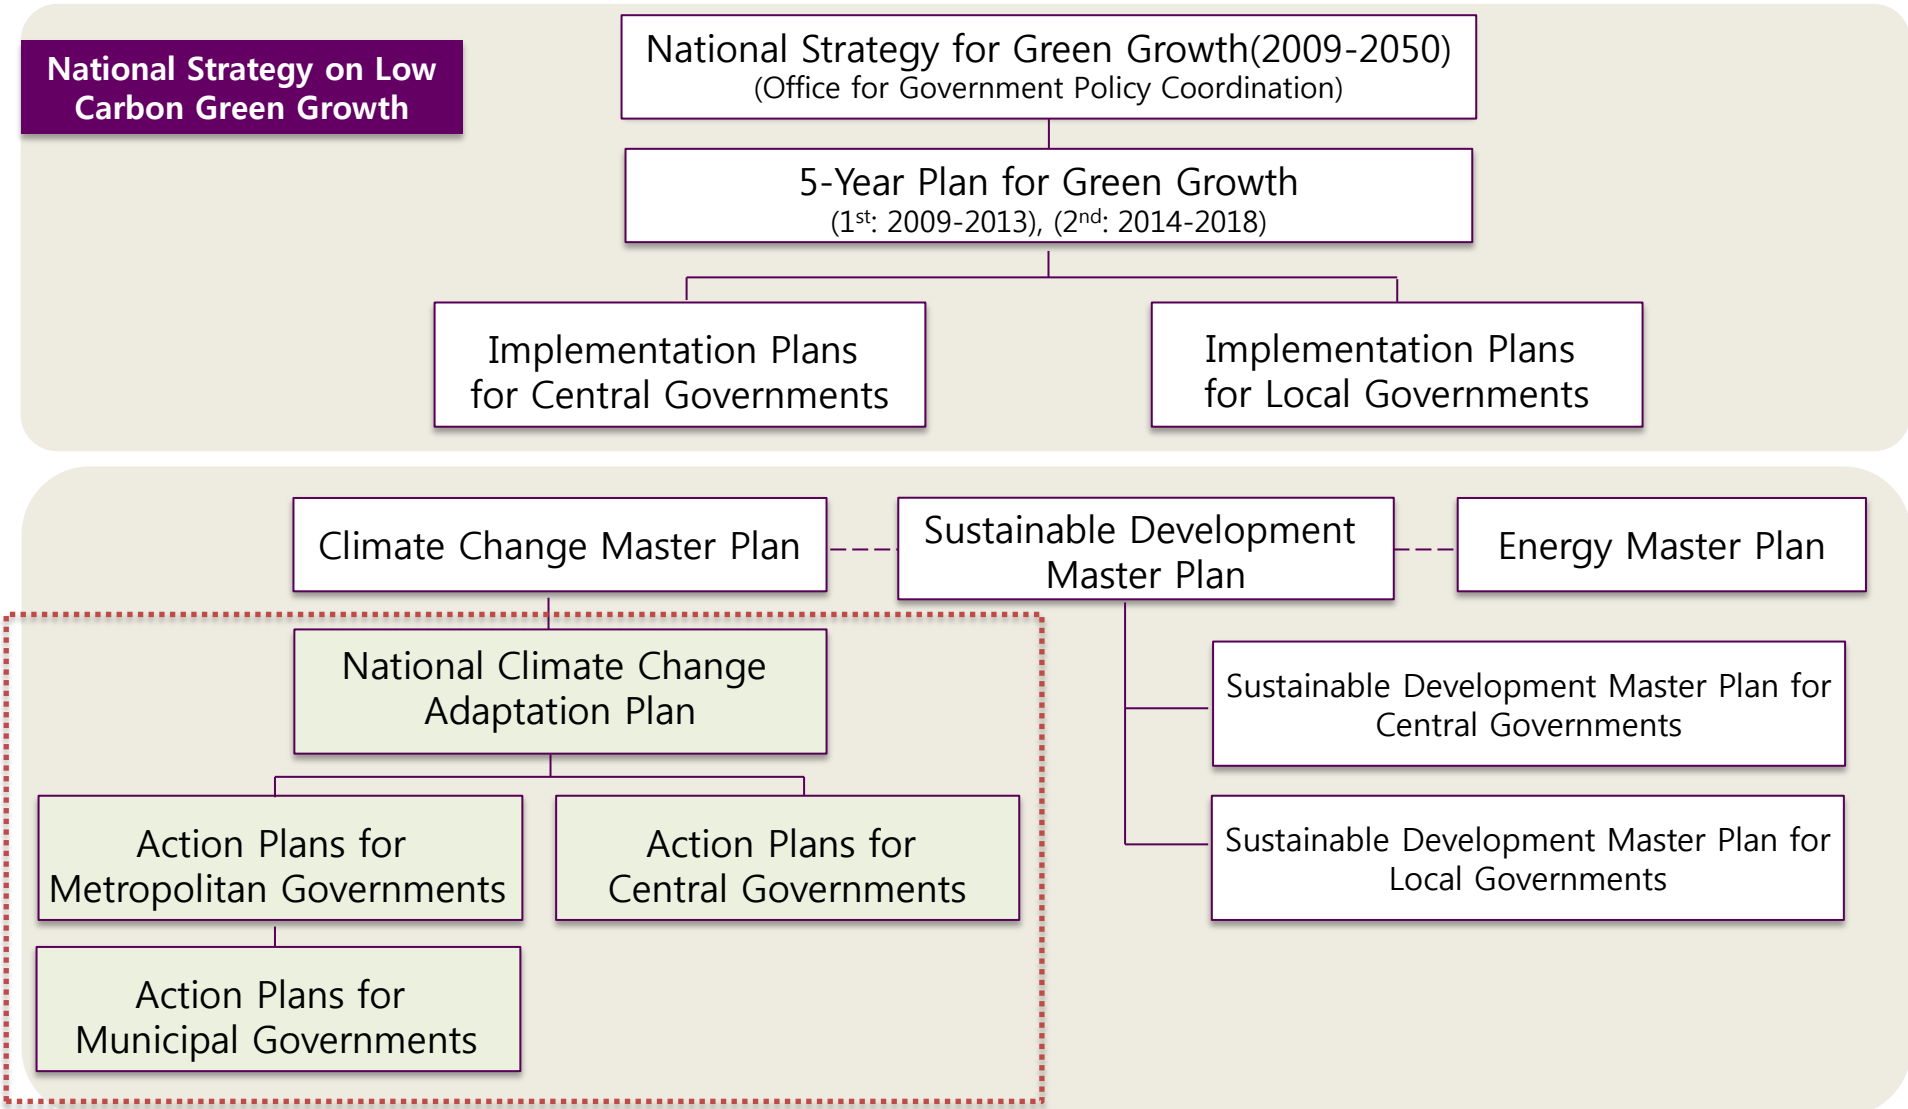 National Strategy on Low
Carbon Green Growth
National Strategy for Green Growth(2009-2050)
(Office for Government Policy Coordination)
5-Year Plan for Green Growth
(1st: 2009-2013), (2nd: 2014-2018)
Implementation Plans
for Central Governments
Implementation Plans
for Local Governments
Climate Change Master Plan
Sustainable Development
Master Plan
Energy Master Plan
National Climate Change
Adaptation Plan
Sustainable Development Master Plan for
Central Governments
Action Plans for
Metropolitan Governments
Action Plans for
Central Governments
Sustainable Development Master Plan for
Local Governments
Action Plans for
Municipal Governments